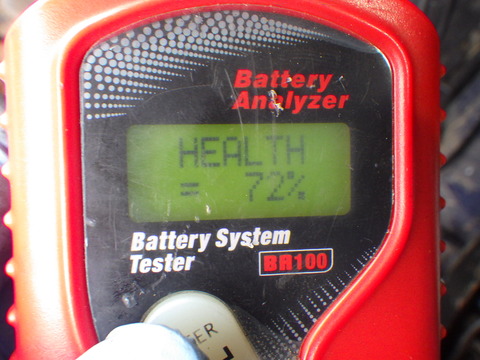 Battery
Analyzer
HEALTH
= 72%
Battery System
Tester
BR100